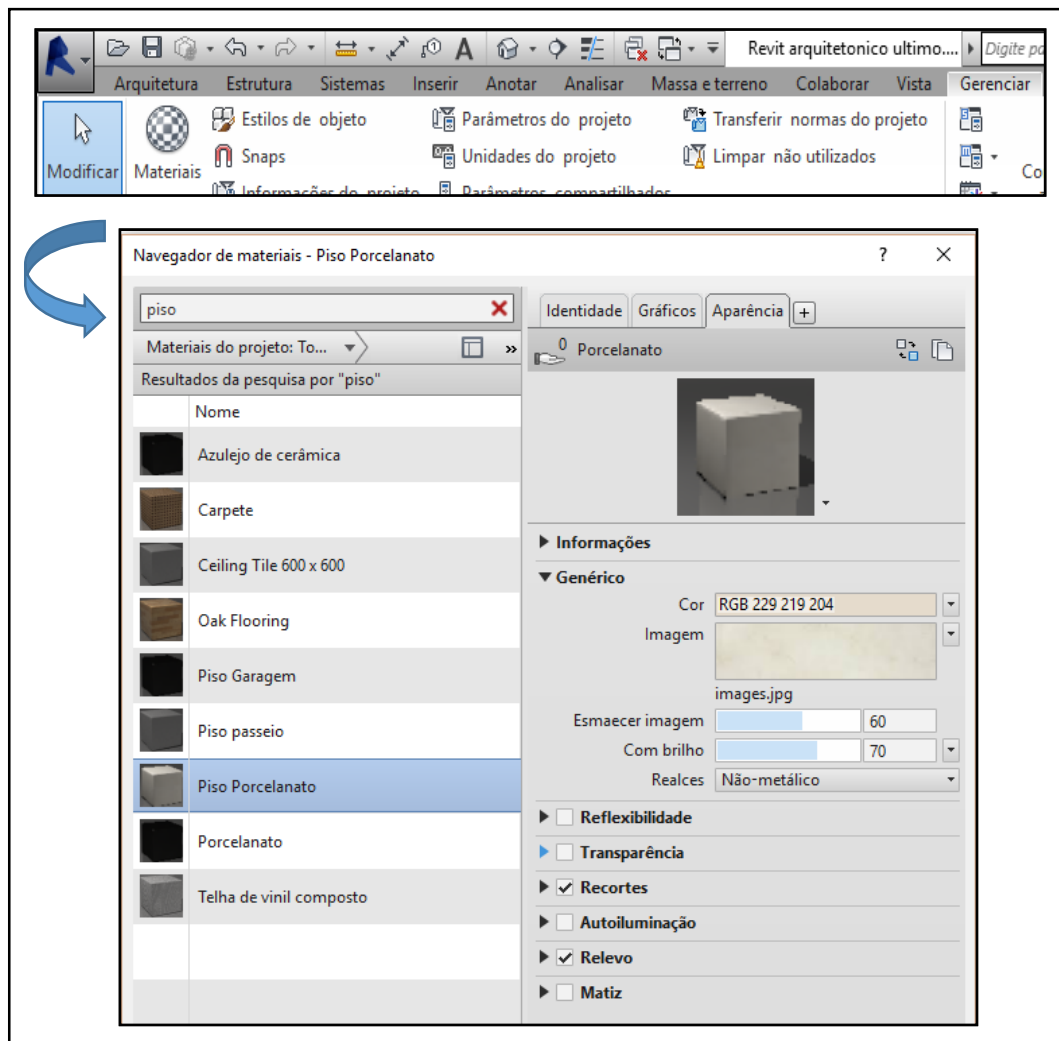 Revit arquitetonico ultimo.... Digite pa
Arquitetura Estrutura Sistemas Inserir Anotar Analisar Massa e terreno Colaborar Vista Gerenciar
Modificar
Materiais
Estilos de objeto
Snaps
Informações do projeto
Parâmetros do projeto
Unidades do projeto
Parâmetros compartilhados
Transferir normas do projeto
Limpar não utilizados
Co
Navegador de materiais - Piso Porcelanato ?
piso
Materiais do projeto: To... »
Resultados da pesquisa por "piso"
Nome
Azulejo de cerâmica
Carpete
Ceiling Tile 600 x 600
Oak Flooring
Piso Garagem
Piso passeio
Piso Porcelanato
Porcelanato
Telha de vinil composto
Identidade Gráficos Aparência +
0 Porcelanato
Informações
Genérico
Cor RGB 229 219 204
Imagem
images.jpg
Esmaecer imagem 60
Com brilho 70
Realces Não-metálico
Reflexibilidade
Transparência
Recortes
Autoiluminação
Relevo
Matiz